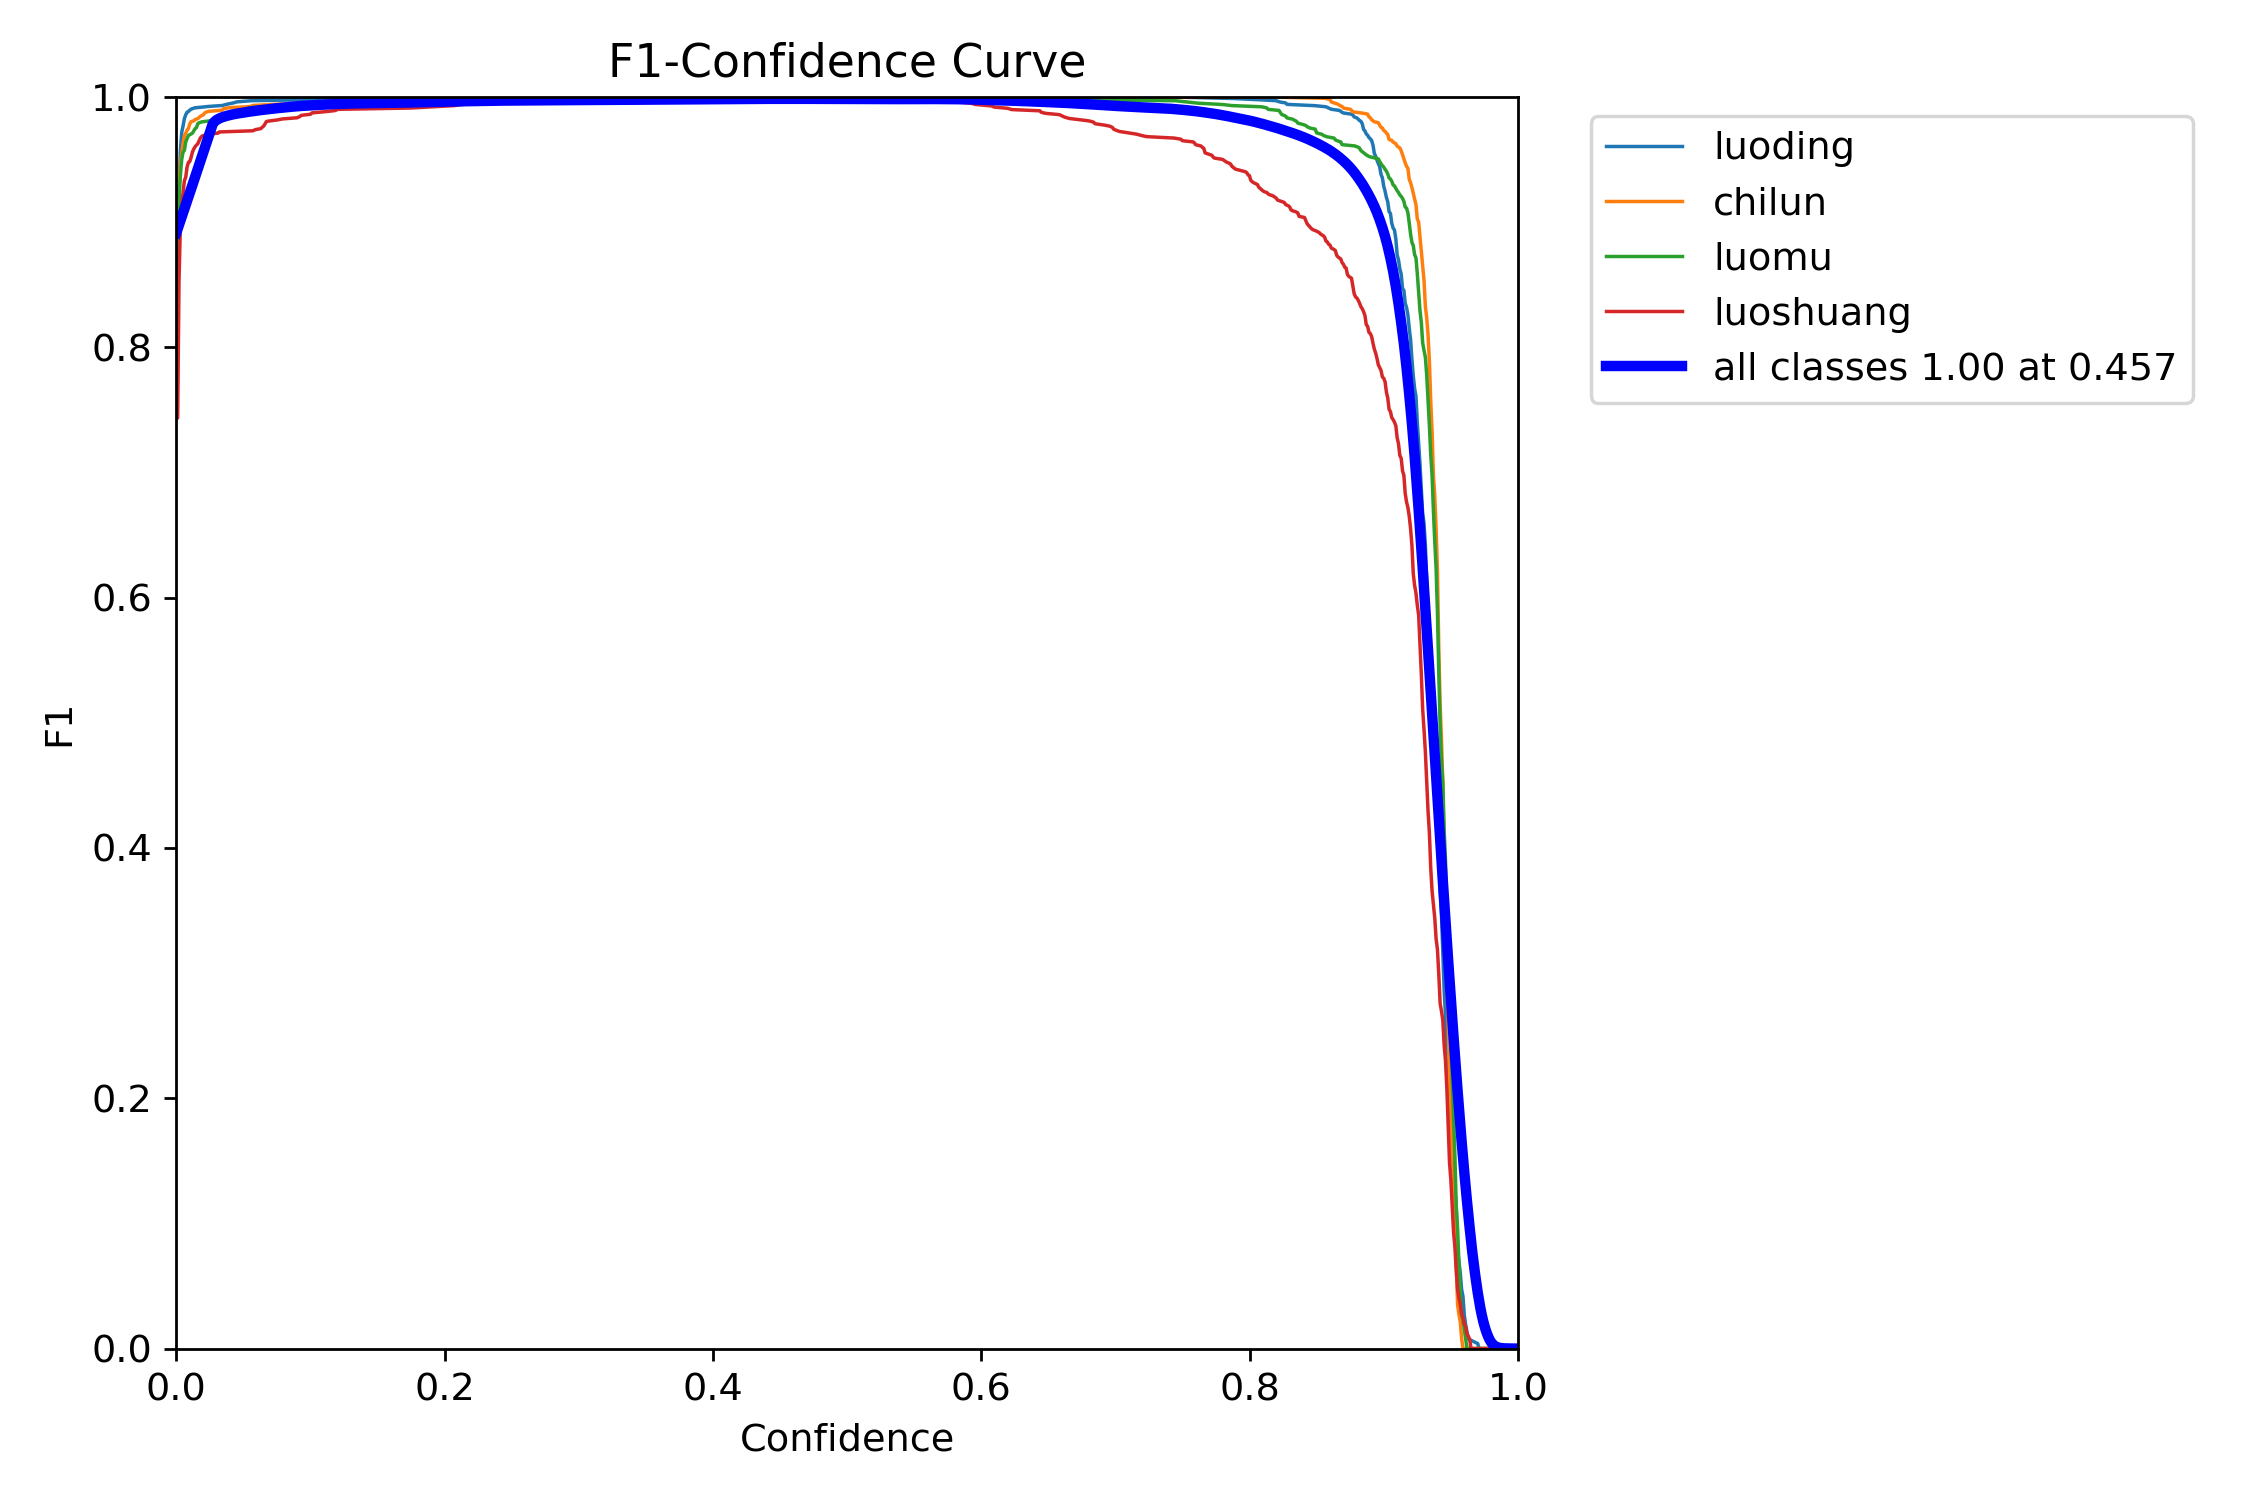 F1-Confidence Curve
1.0
0.8
0.6
0.4
0.2
0.0
F1
0.0 0.2 0.4 0.6 0.8 1.0
Confidence
luoding
chilun
luomu
luoshuang
all classes 1.00 at 0.457